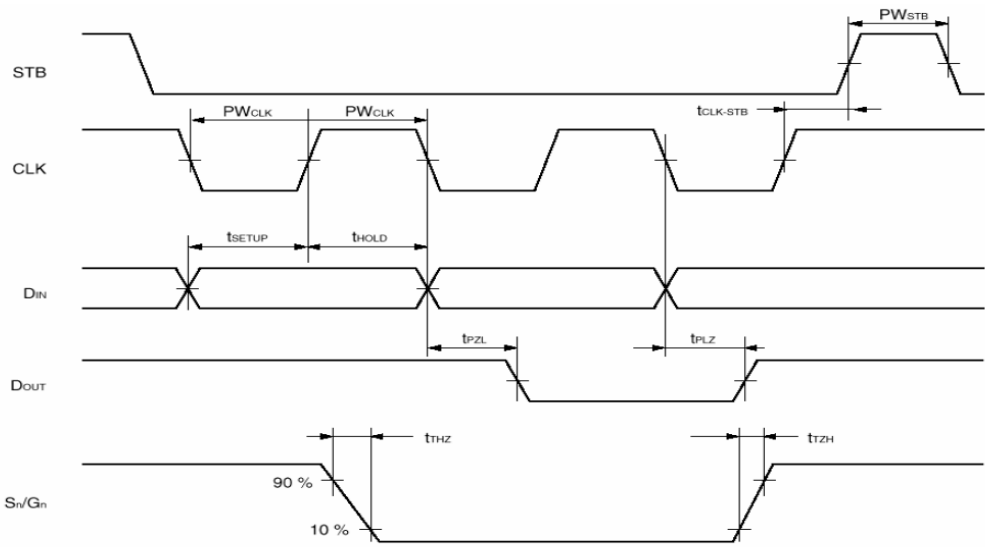 PWSTB
STB
tCLK-STB
PWCLK PWCLK
CLK
tSETUP tHOLD
DIN
tPZL tPLZ
DOUT
tTHZ tTZH
90 %
Sn/Gn
10 %